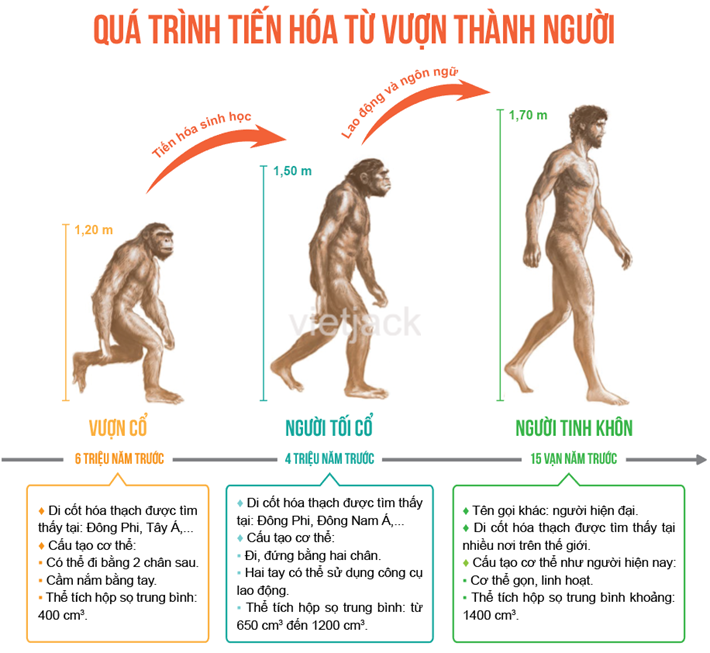 QUÁ TRÌNH TIẾN HÓA TỪ VƯỢN THÀNH NGƯỜI
Tiến hóa sinh học
Lao động và ngôn ngữ
1,20 m
1,50 m
1,70 m
vietjack
VƯỢN CỔ
NGƯỜI TỐI CỔ
NGƯỜI TINH KHÔN
6 TRIỆU NĂM TRƯỚC
4 TRIỆU NĂM TRƯỚC
15 VẠN NĂM TRƯỚC
♦ Di cốt hóa thạch được tìm
thấy tại: Đông Phi, Tây Á,...
♦ Cấu tạo cơ thể:
▪ Có thể đi bằng 2 chân sau.
▪ Cầm nắm bằng tay.
▪ Thể tích hộp sọ trung bình:
400 cm³.
♦ Di cốt hóa thạch được tìm thấy
tại: Đông Phi, Đông Nam Á,...
♦ Cấu tạo cơ thể:
▪ Đi, đứng bằng hai chân.
▪ Hai tay có thể sử dụng công cụ
lao động.
▪ Thể tích hộp sọ trung bình: từ
650 cm³ đến 1200 cm³.
♦ Tên gọi khác: người hiện đại.
♦ Di cốt hóa thạch được tìm thấy tại
nhiều nơi trên thế giới.
♦ Cấu tạo cơ thể như người hiện nay:
▪ Cơ thể gọn, linh hoạt.
▪ Thể tích hộp sọ trung bình khoảng:
1400 cm³.